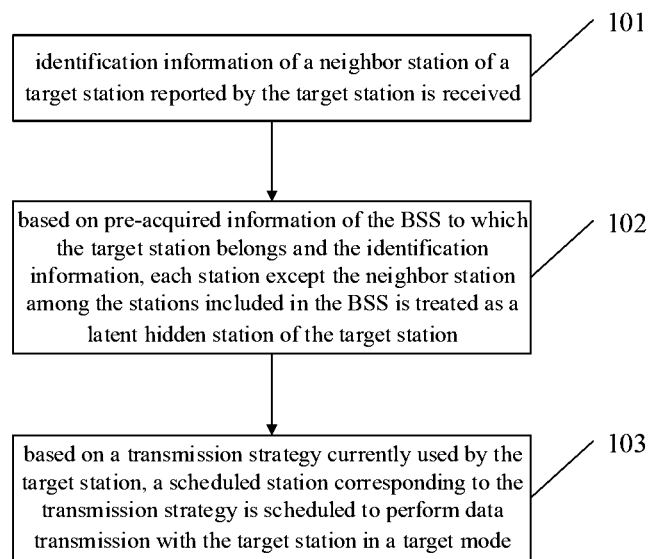 101
identification information of a neighbor station of a
target station reported by the target station is received
102
based on pre-acquired information of the BSS to which
the target station belongs and the identification
information, each station except the neighbor station
among the stations included in the BSS is treated as a
latent hidden station of the target station
103
based on a transmission strategy currently used by the
target station, a scheduled station corresponding to the
transmission strategy is scheduled to perform data
transmission with the target station in a target mode